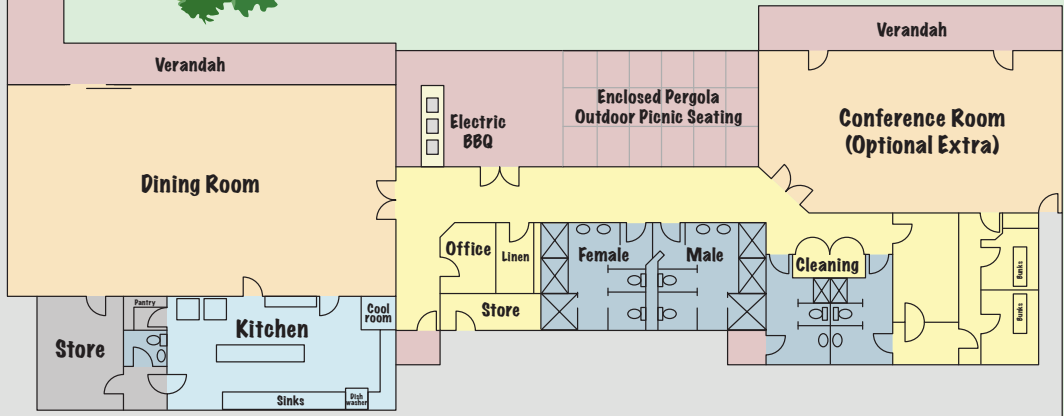 Verandah
Verandah
Enclosed Pergola
Outdoor Picnic Seating
Electric
BBQ
Conference Room
(Optional Extra)
Dining Room
Office
Linen
Female
Male
Cleaning
Bunks
Bunks
Store
Pantry
Cool
room
Kitchen
Store
Sinks
Dish
washer